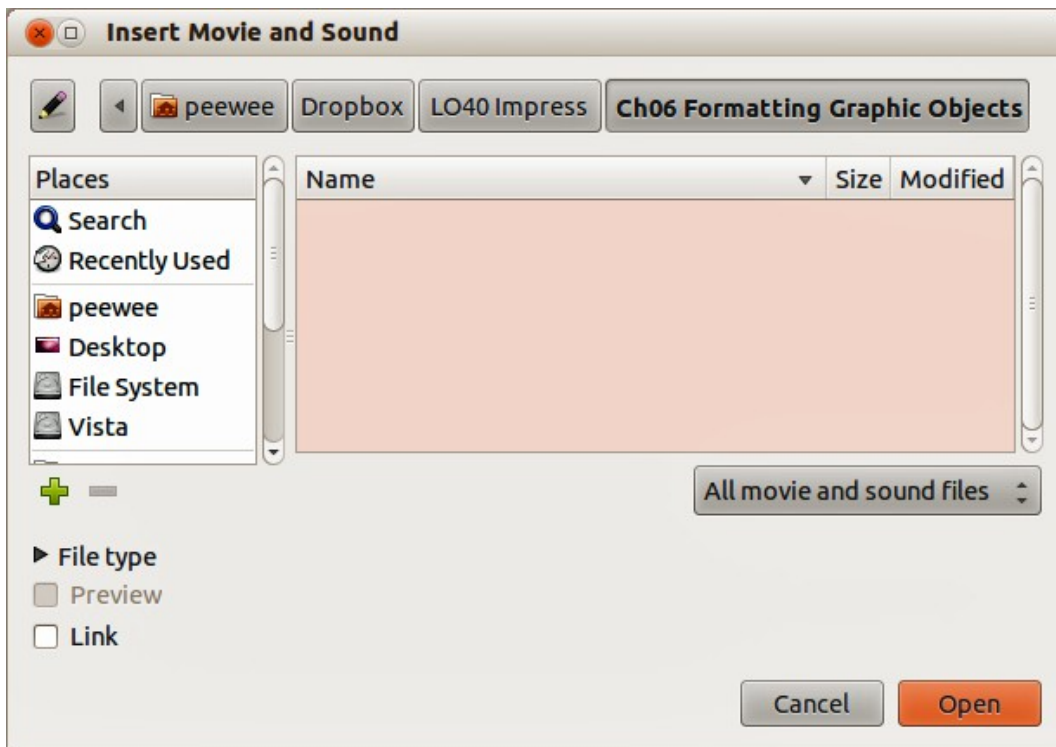 Insert Movie and Sound
peewee Dropbox LO40 Impress Ch06 Formatting Graphic Objects
Places
Name Size Modified
Search
Recently Used
peewee
Desktop
File System
Vista
All movie and sound files
File type
Preview
Link
Cancel Open